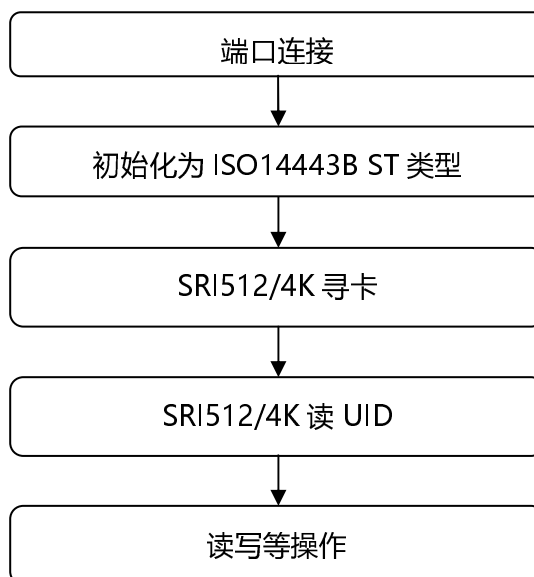 端口连接
初始化为 ISO14443B ST 类型
SRI512/4K 寻卡
SRI512/4K 读 UID
读写等操作